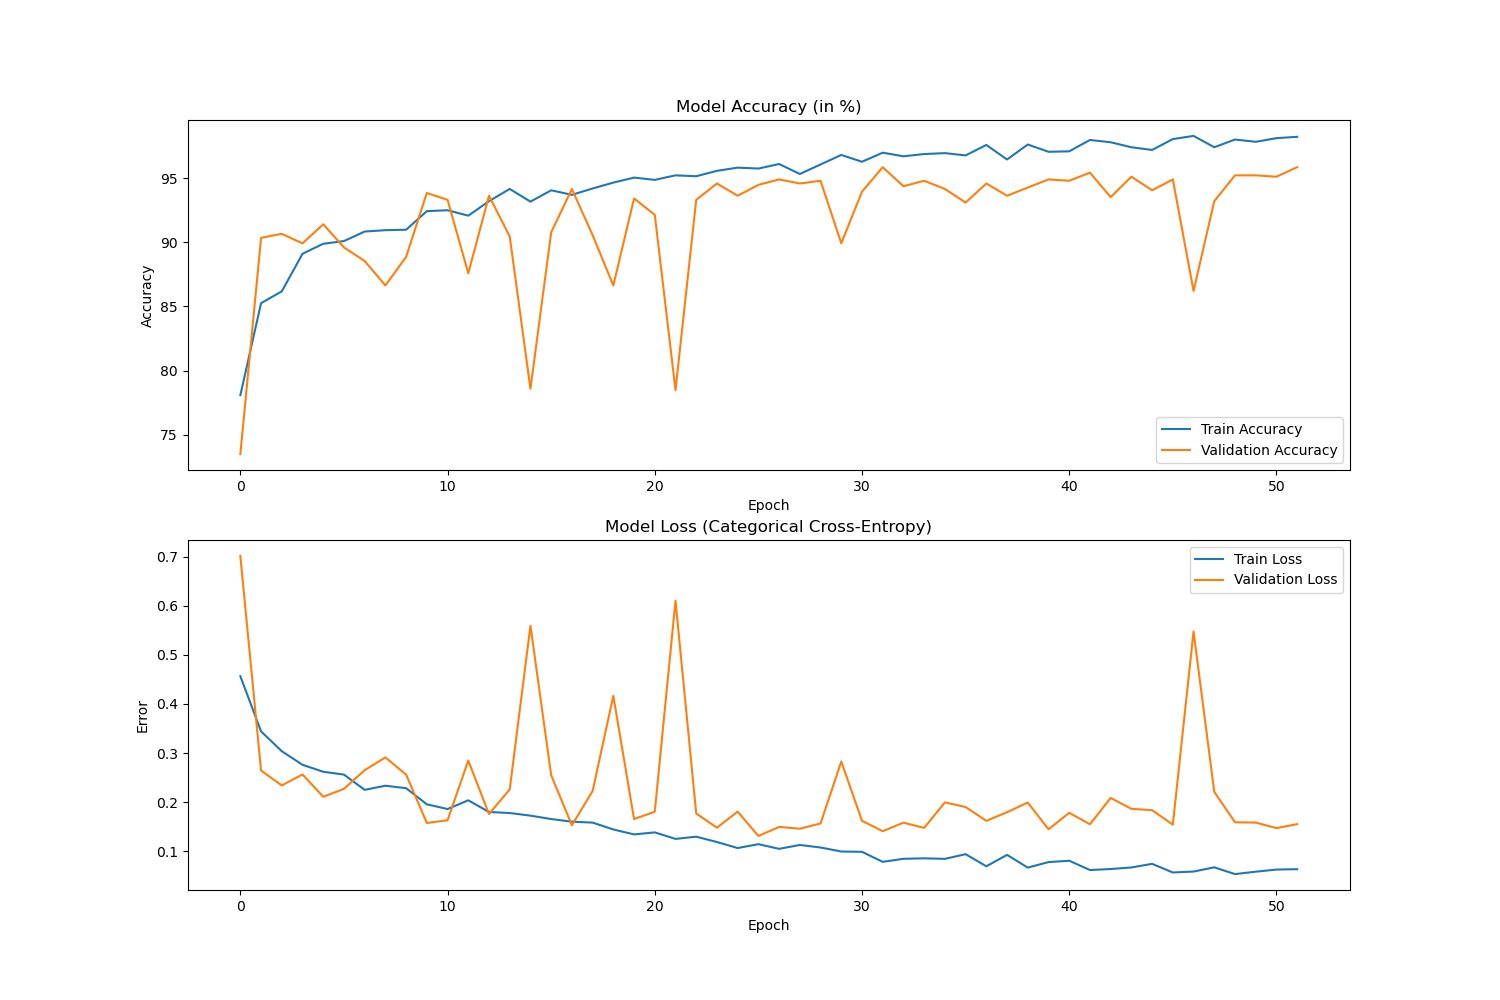 Model Accuracy (in %)
Accuracy
95
90
85
80
75
Train Accuracy
Validation Accuracy
0 10 20 30 40 50
Epoch
Model Loss (Categorical Cross-Entropy)
Error
0.7
0.6
0.5
0.4
0.3
0.2
0.1
Train Loss
Validation Loss
0 10 20 30 40 50
Epoch